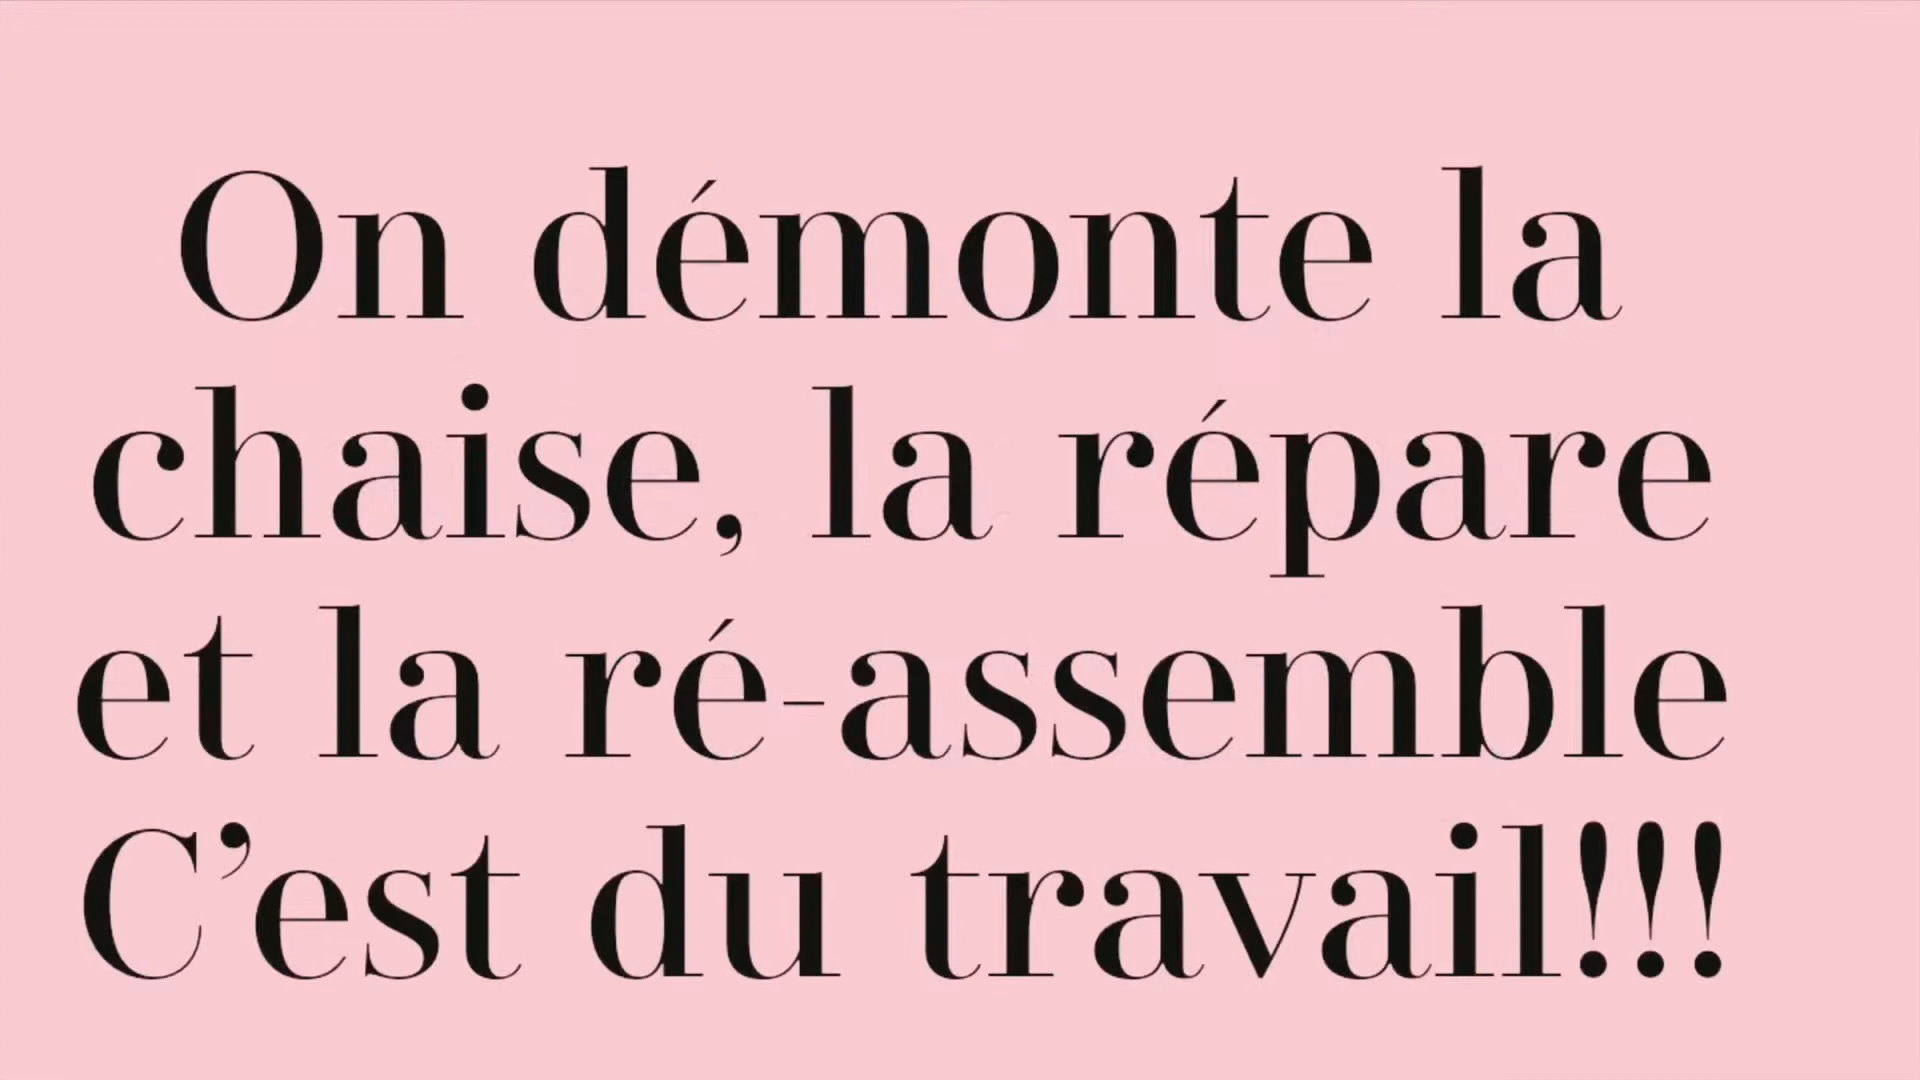 On démonte la
chaise, la répare
et la ré-assemble
C’est du travail!!!